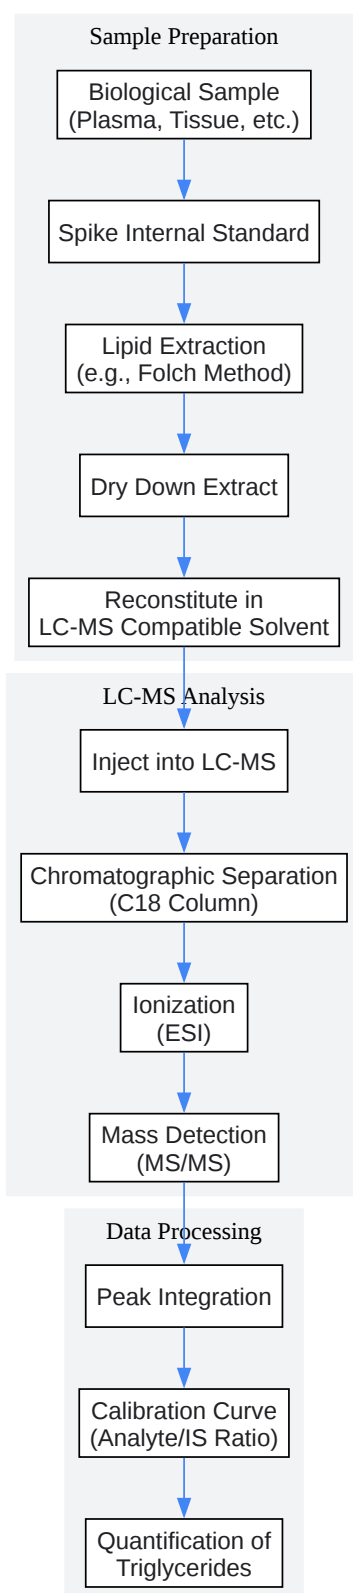 Sample Preparation
Biological Sample
(Plasma, Tissue, etc.)
Spike Internal Standard
Lipid Extraction
(e.g., Folch Method)
Dry Down Extract
Reconstitute in
LC-MS Compatible Solvent
LC-MS Analysis
Inject into LC-MS
Chromatographic Separation
(C18 Column)
Ionization
(ESI)
Mass Detection
(MS/MS)
Data Processing
Peak Integration
Calibration Curve
(Analyte/IS Ratio)
Quantification of
Triglycerides